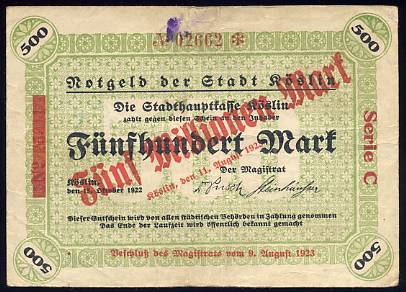 500
500
№ 02662 *
Notgeld der Stadt Köslin
Die Stadthauptkasse Köslin
zahlt gegen diesen Schein an den Inhaber
Fünfhundert Mark
Fünf Millionen Mark
Köslin, den 11. August 1923
Köslin,
den 12. Oktober 1922
Der Magistrat
Serie C
Dieser Gutschein wird von allen städtischen Behörden in Zahlung genommen
Das Ende der Laufzeit wird öffentlich bekannt gemacht
500
500
Beschluß des Magistrats vom 9. August 1923